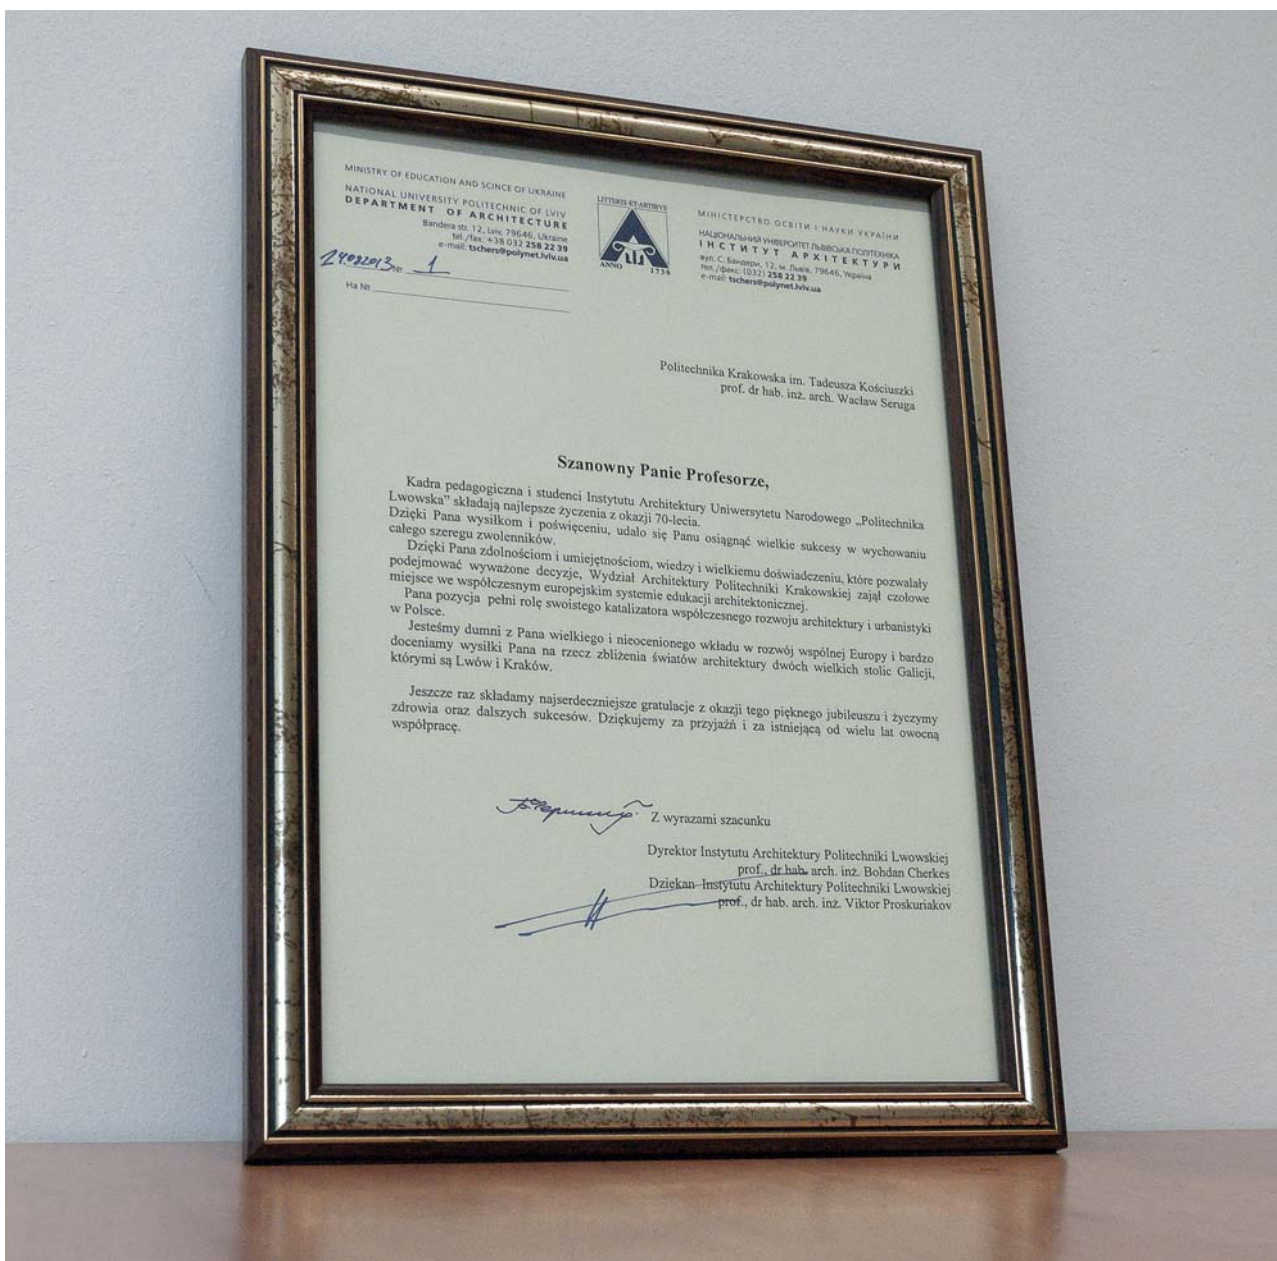 MINISTRY OF EDUCATION AND SCINCE OF UKRAINE
NATIONAL UNIVERSITY POLITECHNIC OF LVIV
DEPARTMENT OF ARCHITECTURE
Bandera str. 12, Lviv, 79646, Ukraine
tel./fax: +38 032 258 22 39
e-mail: tschers@polynet.lviv.ua
№ 1
На №
LITTERIS ET ARTIBVS
ANNO 1756
МІНІСТЕРСТВО ОСВІТИ І НАУКИ УКРАЇНИ
НАЦІОНАЛЬНИЙ УНІВЕРСИТЕТ ЛЬВІВСЬКА ПОЛІТЕХНІКА
ІНСТИТУТ АРХІТЕКТУРИ
вул. С. Бандери, 12, м. Львів, 79646, Україна
тел./факс: (032) 258 22 39
e-mail: tschers@polynet.lviv.ua
Politechnika Krakowska im. Tadeusza Kościuszki
prof. dr hab. inż. arch. Wacław Seruga
Szanowny Panie Profesorze,
Kadra pedagogiczna i studenci Instytutu Architektury Uniwersytetu Narodowego „Politechnika
Lwowska” składają najlepsze życzenia z okazji 70-lecia.
Dzięki Pana wysiłkom i poświęceniu, udalo się Panu osiągnąć wielkie sukcesy w wychowaniu
całego szeregu zwolenników.
Dzięki Pana zdolnościom i umiejętnościom, wiedzy i wielkiemu doświadczeniu, które pozwalały
podejmować wyważone decyzje, Wydział Architektury Politechniki Krakowskiej zajął czołowe
miejsce we współczesnym europejskim systemie edukacji architektonicznej.
Pana pozycja pełni rolę swoistego katalizatora współczesnego rozwoju architektury i urbanistyki
w Polsce.
Jesteśmy dumni z Pana wielkiego i nieocenionego wkładu w rozwój wspólnej Europy i bardzo
doceniamy wysiłki Pana na rzecz zbliżenia światów architektury dwóch wielkich stolic Galicji,
którymi są Lwów i Kraków.
Jeszcze raz składamy najserdeczniejsze gratulacje z okazji tego pięknego jubileuszu i życzymy
zdrowia oraz dalszych sukcesów. Dziękujemy za przyjaźń i za istniejącą od wielu lat owocną
współpracę.
Z wyrazami szacunku
Dyrektor Instytutu Architektury Politechniki Lwowskiej
prof., dr hab. arch. inż. Bohdan Cherkes
Dziekan Instytutu Architektury Politechniki Lwowskiej
prof., dr hab. arch. inż. Viktor Proskuriakov